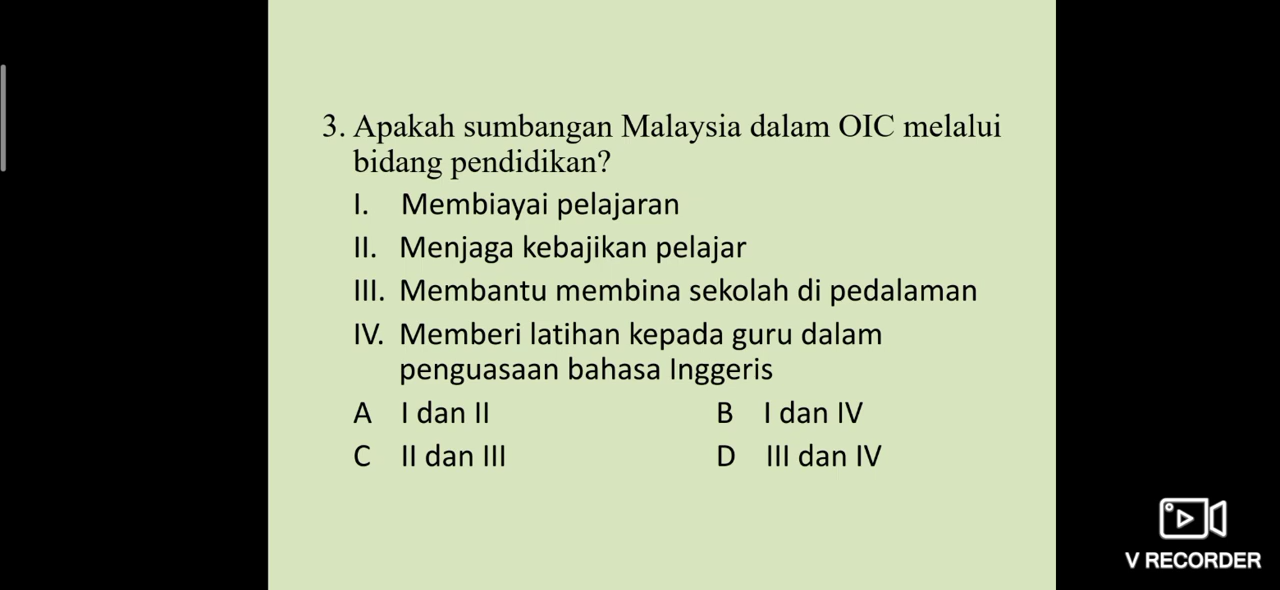 3. Apakah sumbangan Malaysia dalam OIC melalui
bidang pendidikan?
I. Membiayai pelajaran
II. Menjaga kebajikan pelajar
III. Membantu membina sekolah di pedalaman
IV. Memberi latihan kepada guru dalam
penguasaan bahasa Inggeris
A I dan II B I dan IV
C II dan III D III dan IV
V RECORDER